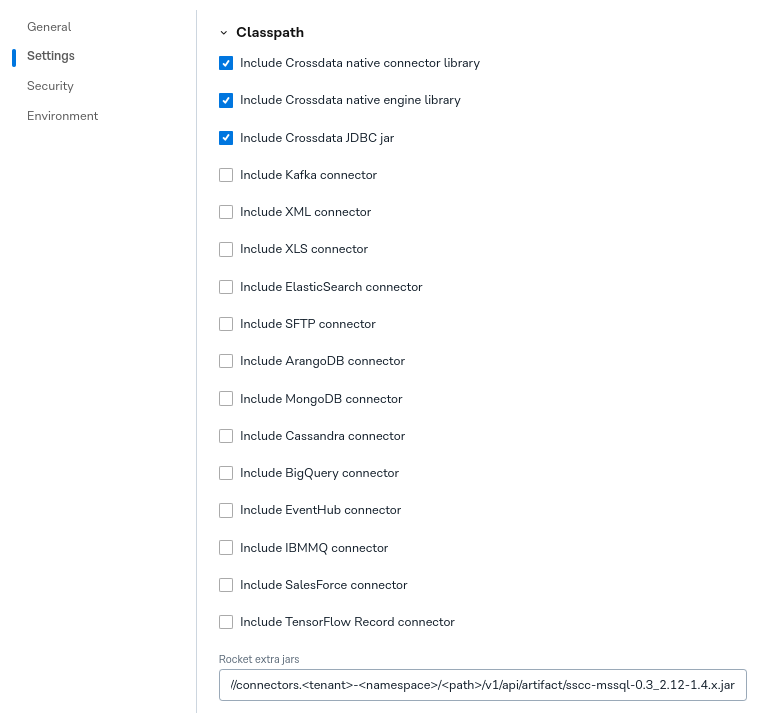 General
Settings
Security
Environment
Classpath
Include Crossdata native connector library
Include Crossdata native engine library
Include Crossdata JDBC jar
Include Kafka connector
Include XML connector
Include XLS connector
Include ElasticSearch connector
Include SFTP connector
Include ArangoDB connector
Include MongoDB connector
Include Cassandra connector
Include BigQuery connector
Include EventHub connector
Include IBMMQ connector
Include SalesForce connector
Include TensorFlow Record connector
Rocket extra jars
//connectors.<tenant>-<namespace>/<path>/v1/api/artifact/sscc-mssql-0.3_2.12-1.4.x.jar